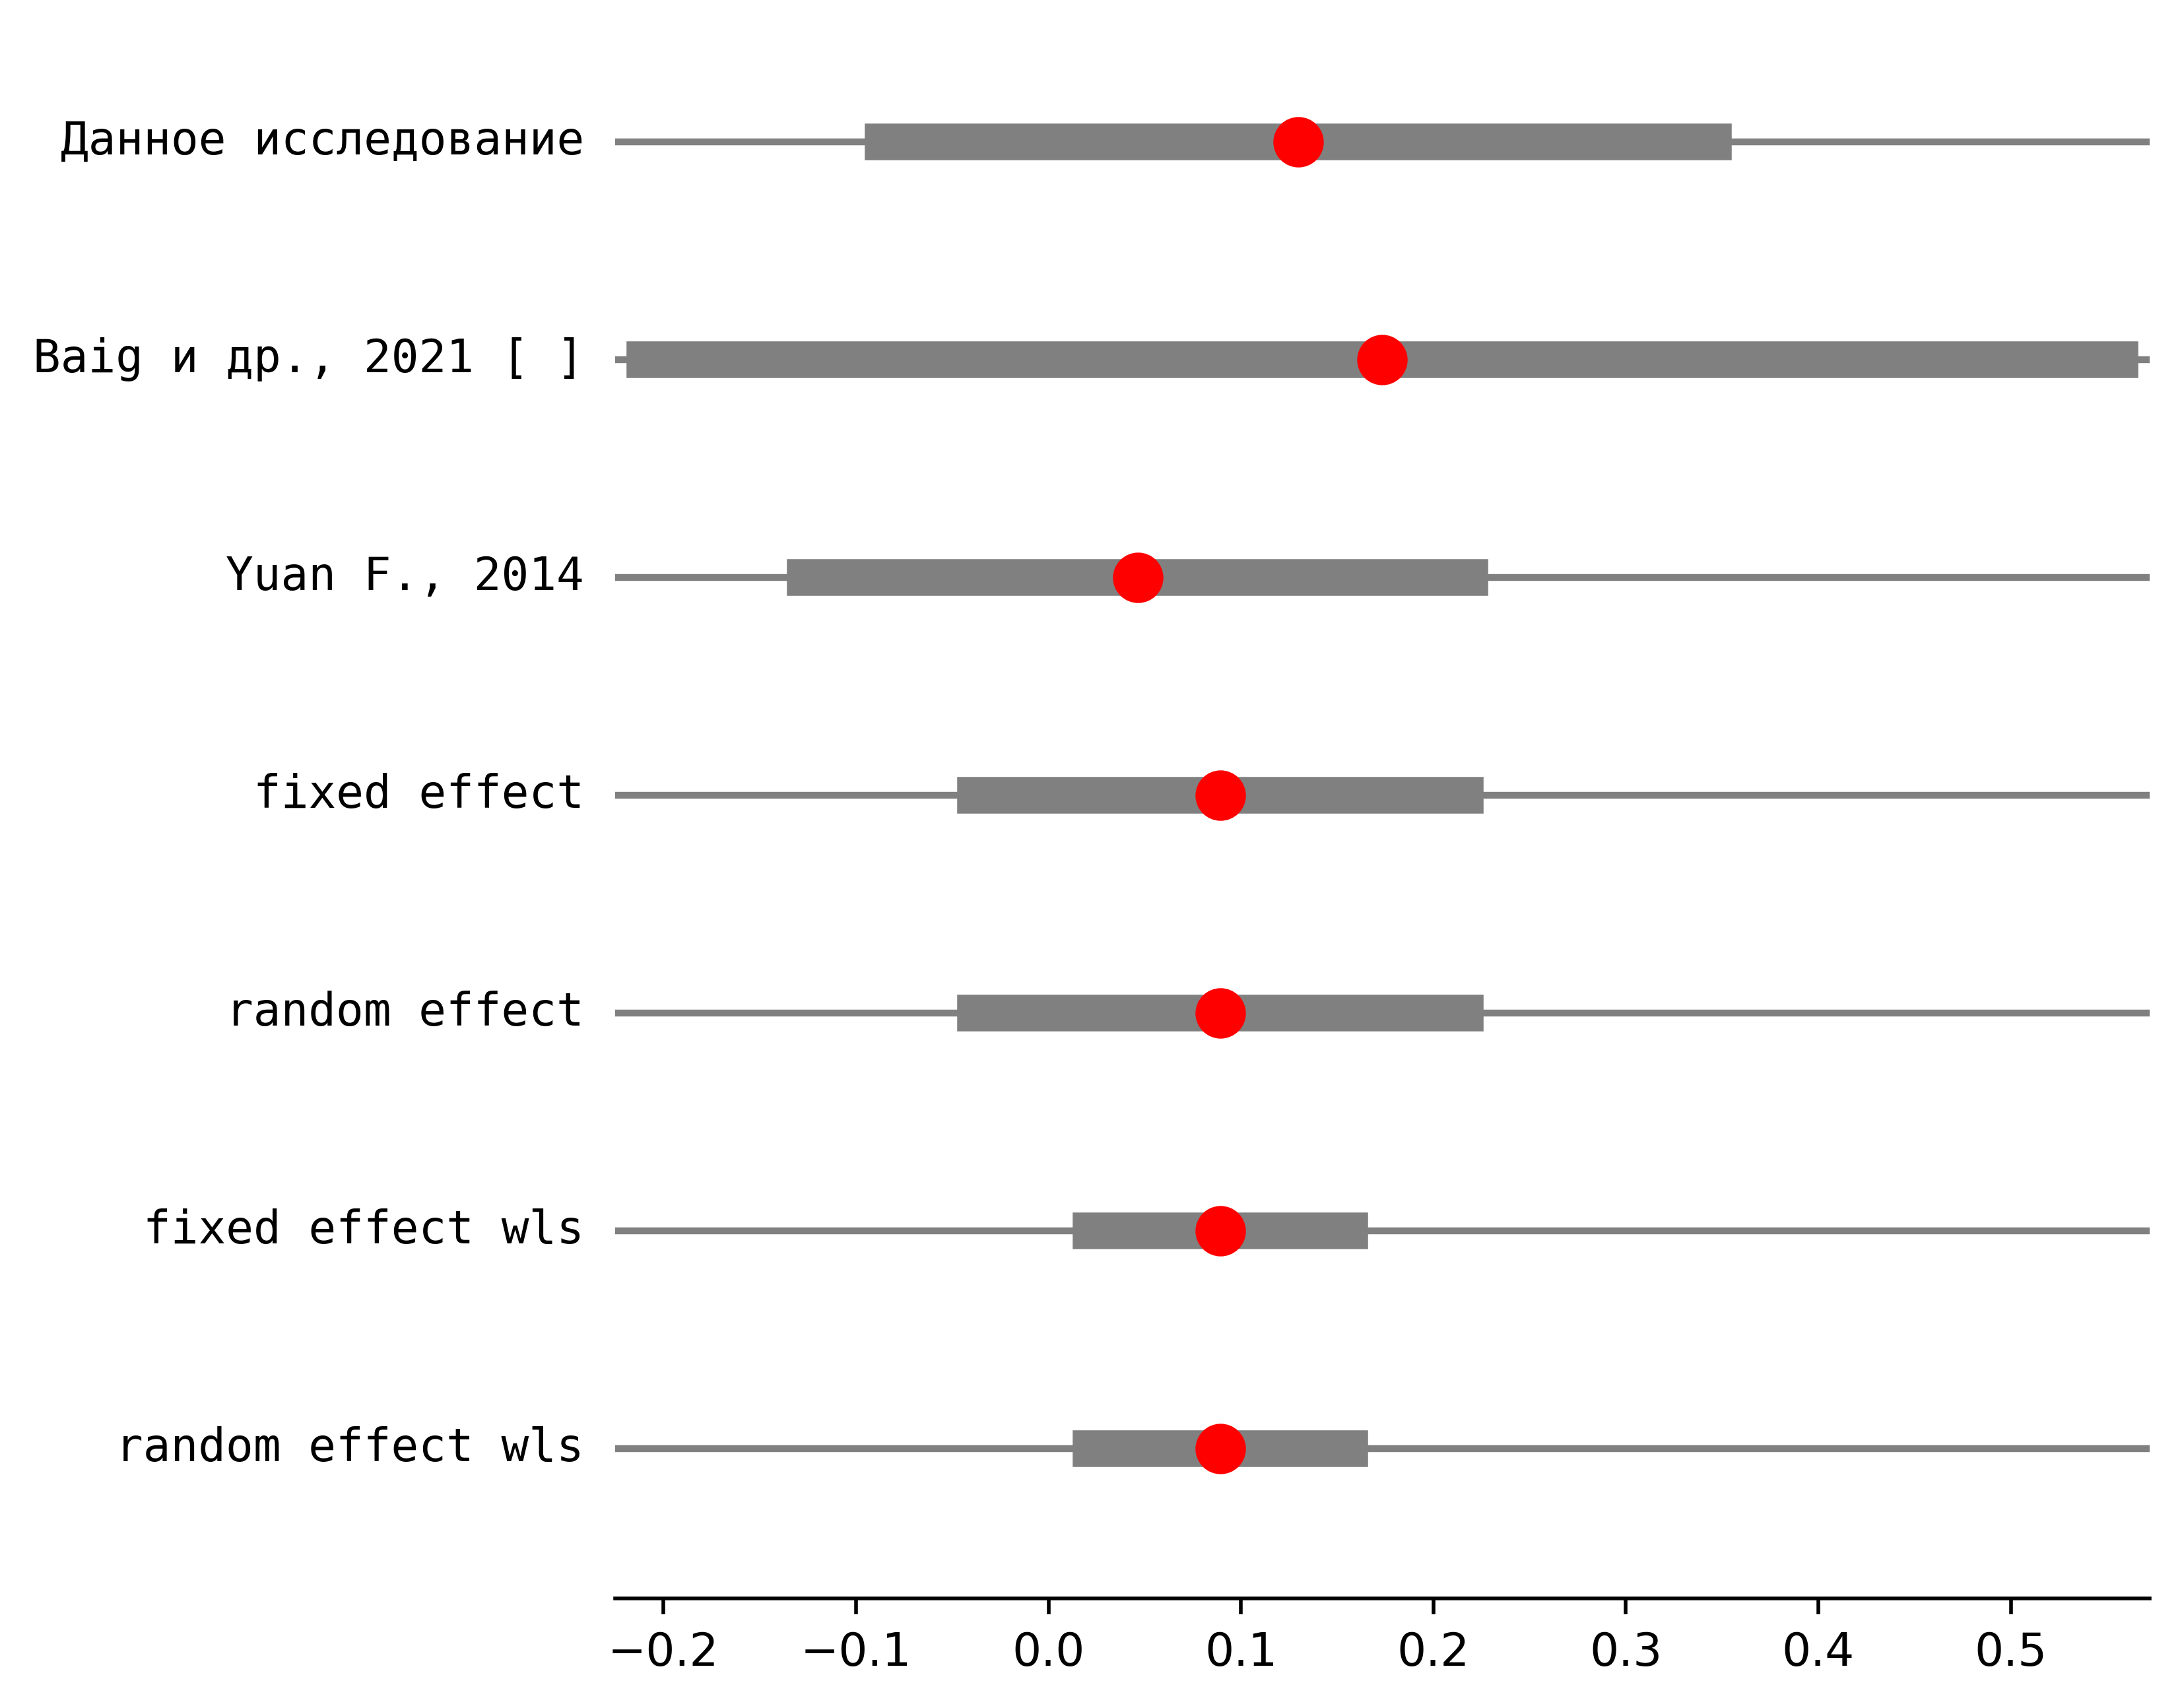 Данное исследование
Baig и др., 2021 [ ]
Yuan F., 2014
fixed effect
random effect
fixed effect wls
random effect wls
−0.2 −0.1 0.0 0.1 0.2 0.3 0.4 0.5